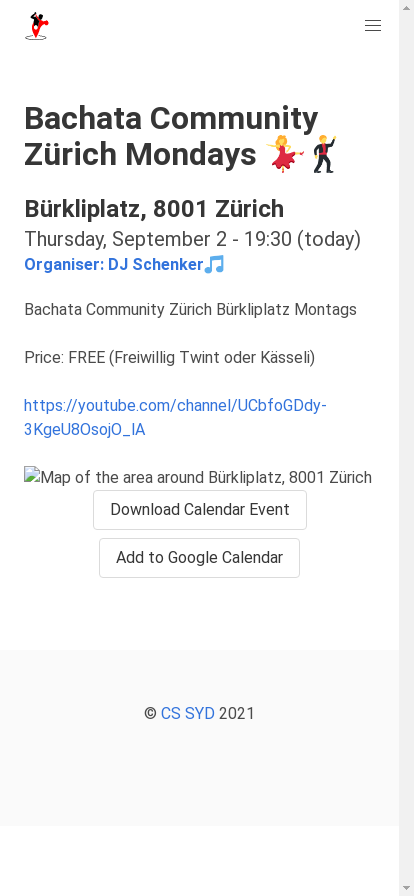 Bachata Community
Zürich Mondays 💃🕺
Bürkliplatz, 8001 Zürich
Thursday, September 2 - 19:30 (today)
Organiser: DJ Schenker🎵
Bachata Community Zürich Bürkliplatz Montags
Price: FREE (Freiwillig Twint oder Kässeli)
https://youtube.com/channel/UCbfoGDdy-
3KgeU8OsojO_lA
Map of the area around Bürkliplatz, 8001 Zürich
Download Calendar Event
Add to Google Calendar
© CS SYD 2021